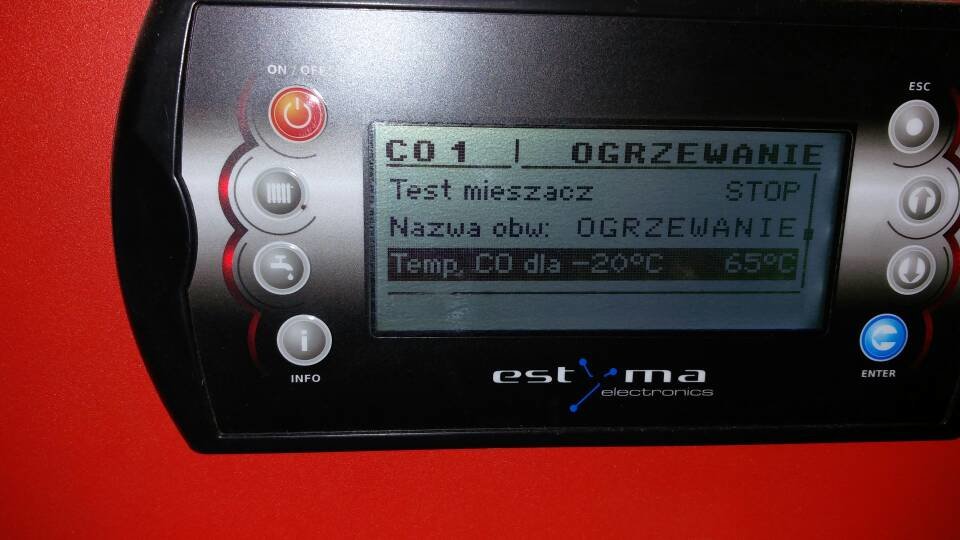 ON / OFF
ESC
CO 1 | OGRZEWANIE
Test mieszacz STOP
Nazwa obw: OGRZEWANIE
Temp. CO dla -20°C 65°C
INFO
ENTER
estyma
electronics